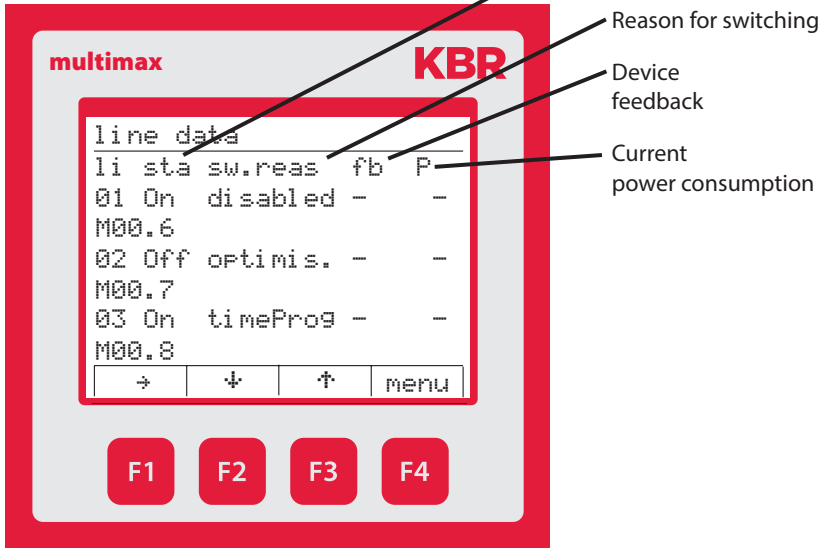 Reason for switching
multimax KBR
Device
feedback
line data
Current
power consumption
li sta sw.reas fb P
01 On disabled - -
M00.6
02 Off optimis. - -
M00.7
03 On timeProg - -
M00.8
→ ↓ ↑ menu
F1 F2 F3 F4